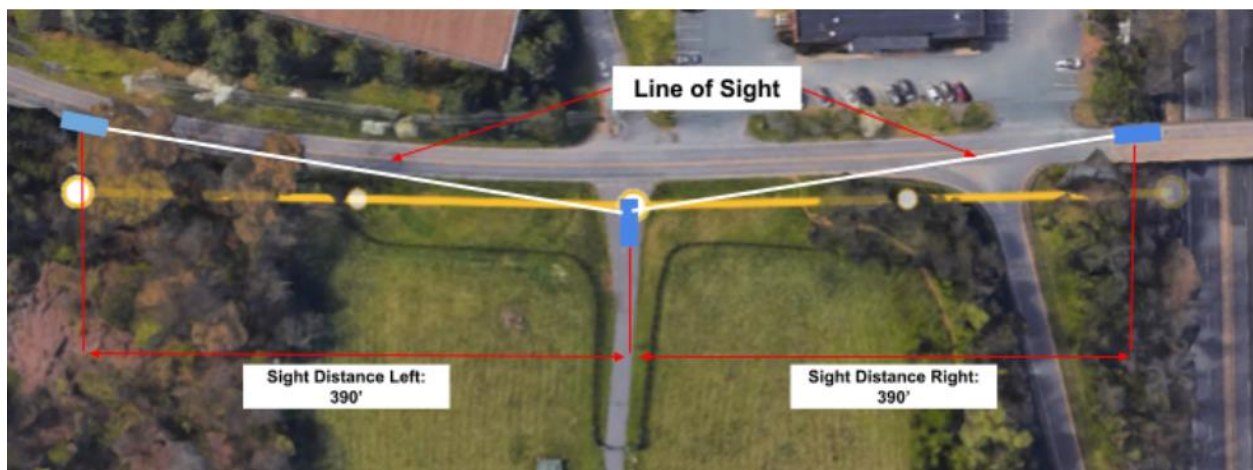 Line of Sight
Sight Distance Left:
390'
Sight Distance Right:
390'